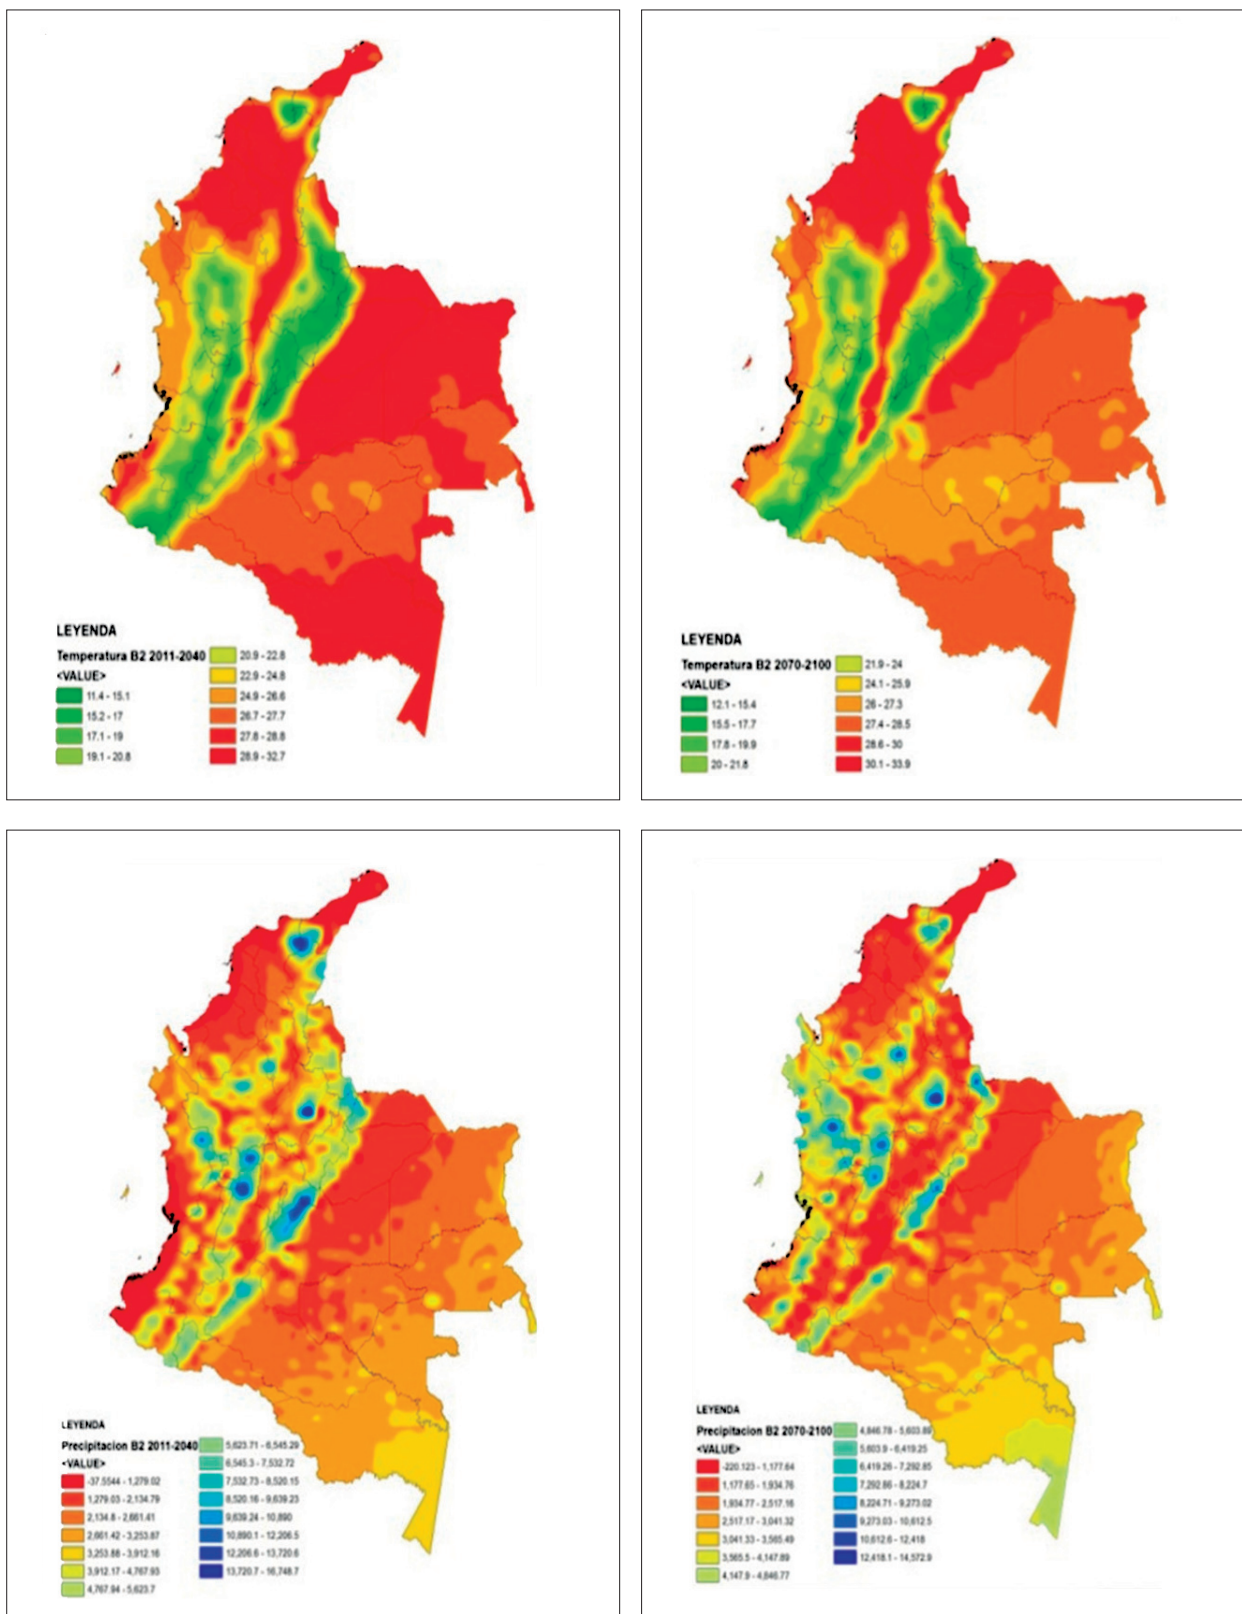 LEYENDA
Temperatura B2 2011-2040
<VALUE>
11.4 - 15.1
15.2 - 17
17.1 - 19
19.1 - 20.8
20.9 - 22.8
22.9 - 24.8
24.9 - 26.6
26.7 - 27.7
27.8 - 28.8
28.9 - 32.7
LEYENDA
Temperatura B2 2070-2100
<VALUE>
12.1 - 15.4
15.5 - 17.7
17.8 - 19.9
20 - 21.8
21.9 - 24
24.1 - 25.9
26 - 27.3
27.4 - 28.5
28.6 - 30
30.1 - 33.9
LEYENDA
Precipitacion B2 2011-2040
<VALUE>
-37.5544 - 1,279.02
1,279.03 - 2,134.79
2,134.8 - 2,661.41
2,661.42 - 3,253.87
3,253.88 - 3,912.16
3,912.17 - 4,767.93
4,767.94 - 5,623.7
5,623.71 - 6,545.29
6,545.3 - 7,532.72
7,532.73 - 8,520.15
8,520.16 - 9,639.23
9,639.24 - 10,890
10,890.1 - 12,206.5
12,206.6 - 13,720.6
13,720.7 - 16,748.7
LEYENDA
Precipitacion B2 2070-2100
<VALUE>
-220.123 - 1,177.64
1,177.65 - 1,934.76
1,934.77 - 2,517.16
2,517.17 - 3,041.32
3,041.33 - 3,565.49
3,565.5 - 4,147.89
4,147.9 - 4,846.77
4,846.78 - 5,603.89
5,603.9 - 6,419.25
6,419.26 - 7,292.85
7,292.86 - 8,224.7
8,224.71 - 9,273.02
9,273.03 - 10,612.5
10,612.6 - 12,418
12,418.1 - 14,572.9